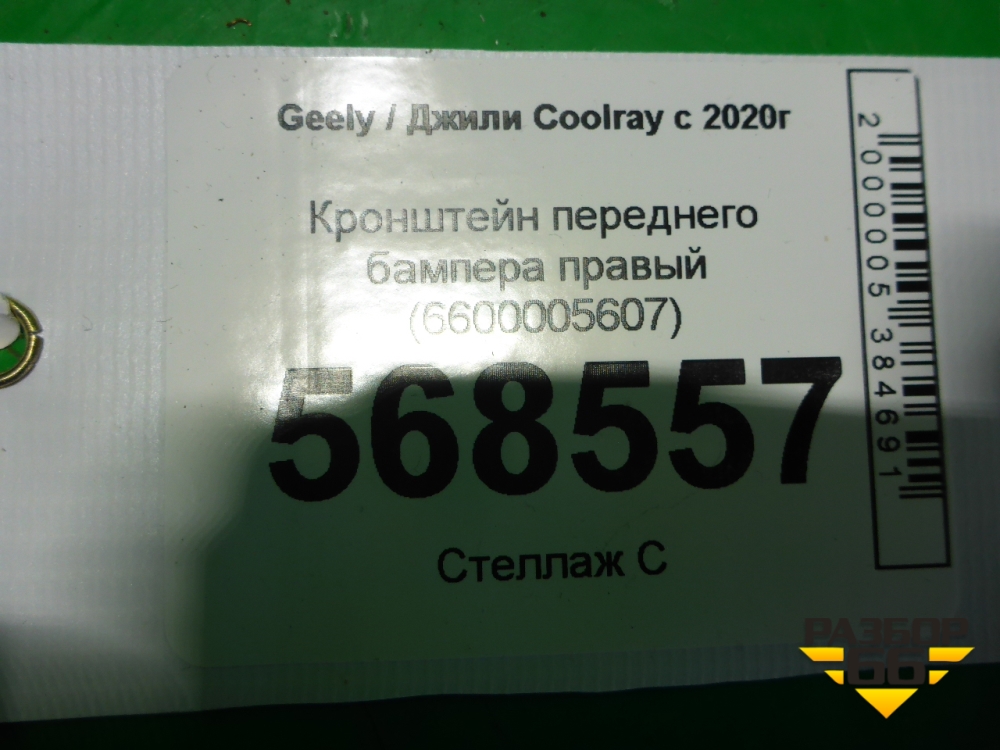 Geely / Джили Coolray с 2020г
Кронштейн переднего
бампера правый
(6600005607)
568557
Стеллаж С
2000005384691
РАЗБОР
66